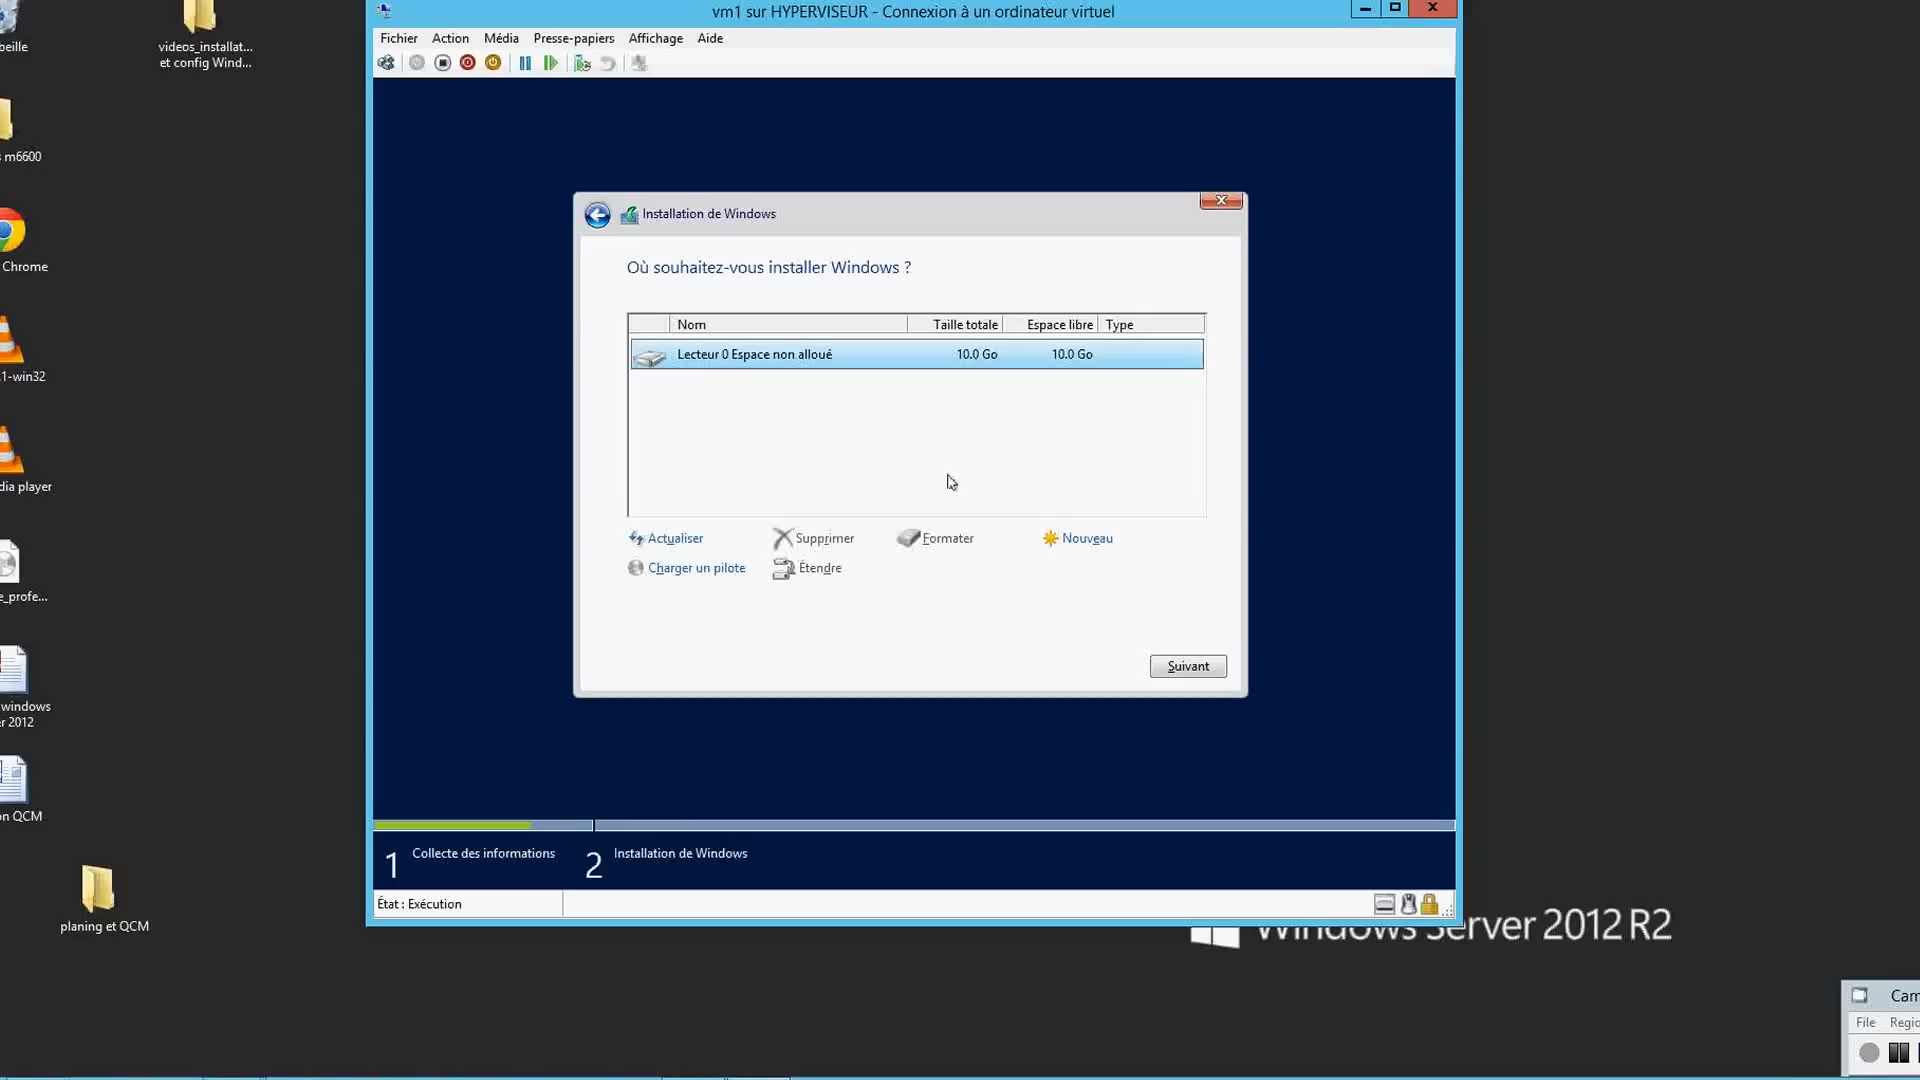 vm1 sur HYPERVISEUR - Connexion à un ordinateur virtuel
Fichier Action Média Presse-papiers Affichage Aide
Installation de Windows
Où souhaitez-vous installer Windows ?
Nom Taille totale Espace libre Type
Lecteur 0 Espace non alloué 10.0 Go 10.0 Go
Actualiser Supprimer Formater Nouveau
Charger un pilote Étendre
Suivant
1 Collecte des informations 2 Installation de Windows
État : Exécution
beille
videos_installat...
et config Wind...
s m6600
Chrome
.1-win32
dia player
e_profe...
windows
er 2012
on QCM
planing et QCM
Windows Server 2012 R2
Cam
File Regio